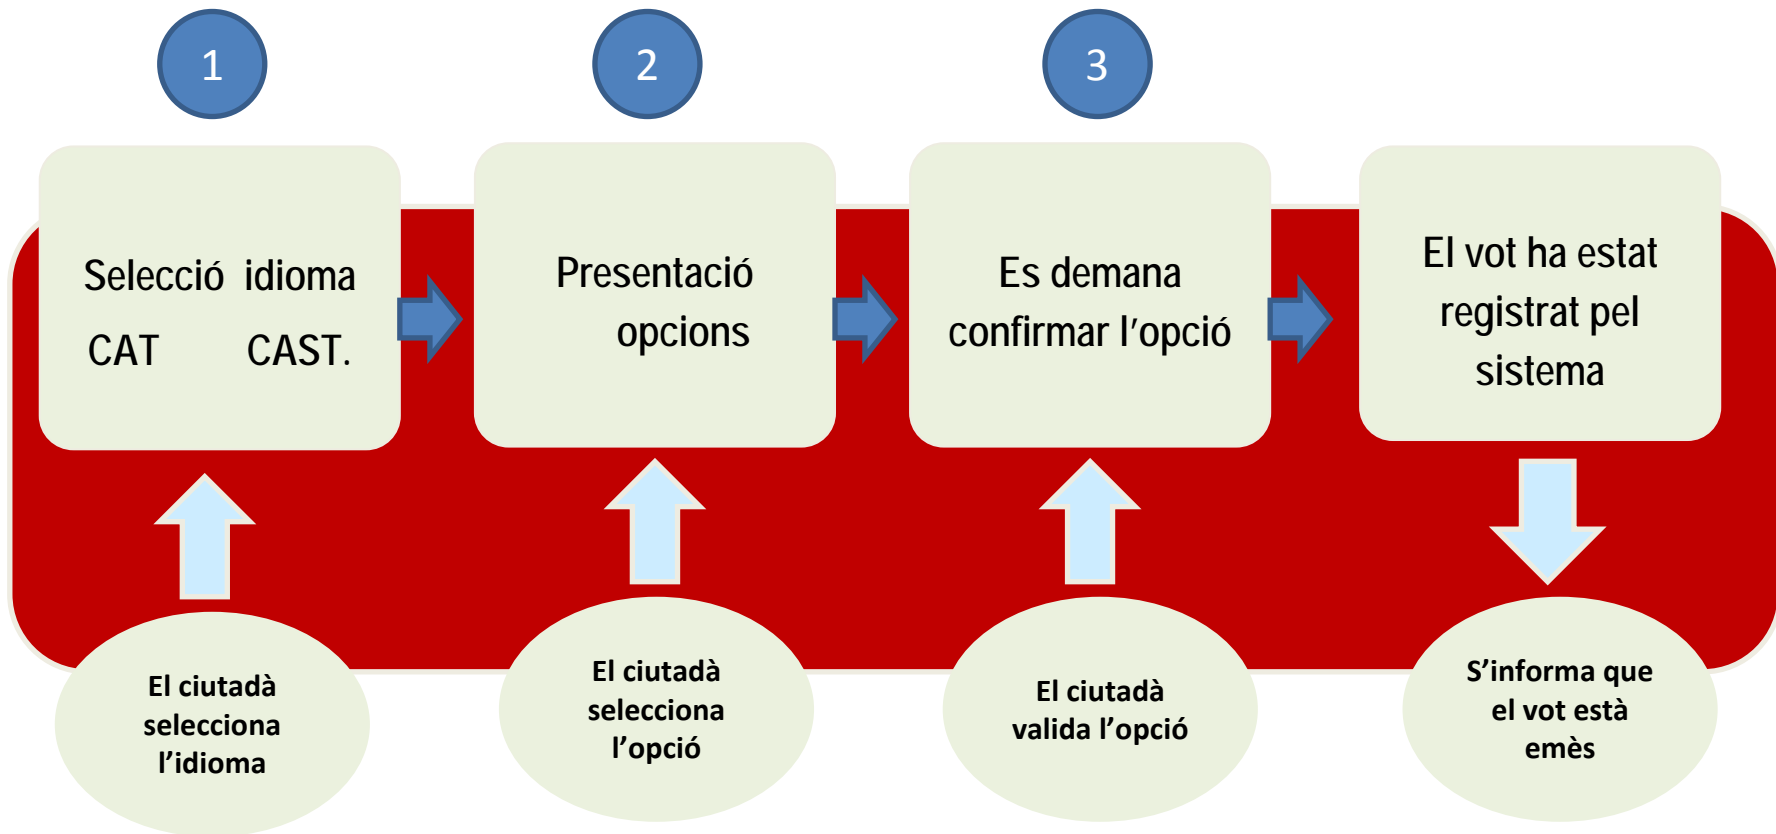 1
2
3
Selecció idioma
CAT CAST.
Presentació
opcions
Es demana
confirmar l’opció
El vot ha estat
registrat pel
sistema
El ciutadà
selecciona
l’idioma
El ciutadà
selecciona
l’opció
El ciutadà
valida l’opció
S’informa que
el vot està
emès